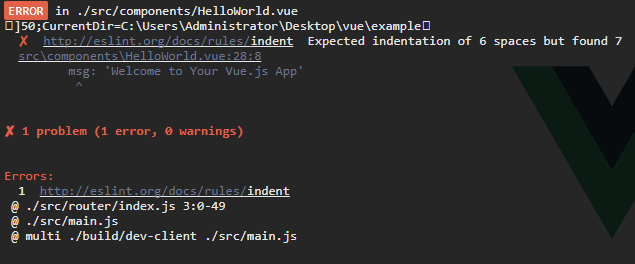 ERROR in ./src/components/HelloWorld.vue
]50;CurrentDir=C:\Users\Administrator\Desktop\vue\example
✘ http://eslint.org/docs/rules/indent Expected indentation of 6 spaces but found 7
src\components\HelloWorld.vue:28:8
msg: 'Welcome to Your Vue.js App'
^
✘ 1 problem (1 error, 0 warnings)
Errors:
1 http://eslint.org/docs/rules/indent
@ ./src/router/index.js 3:0-49
@ ./src/main.js
@ multi ./build/dev-client ./src/main.js